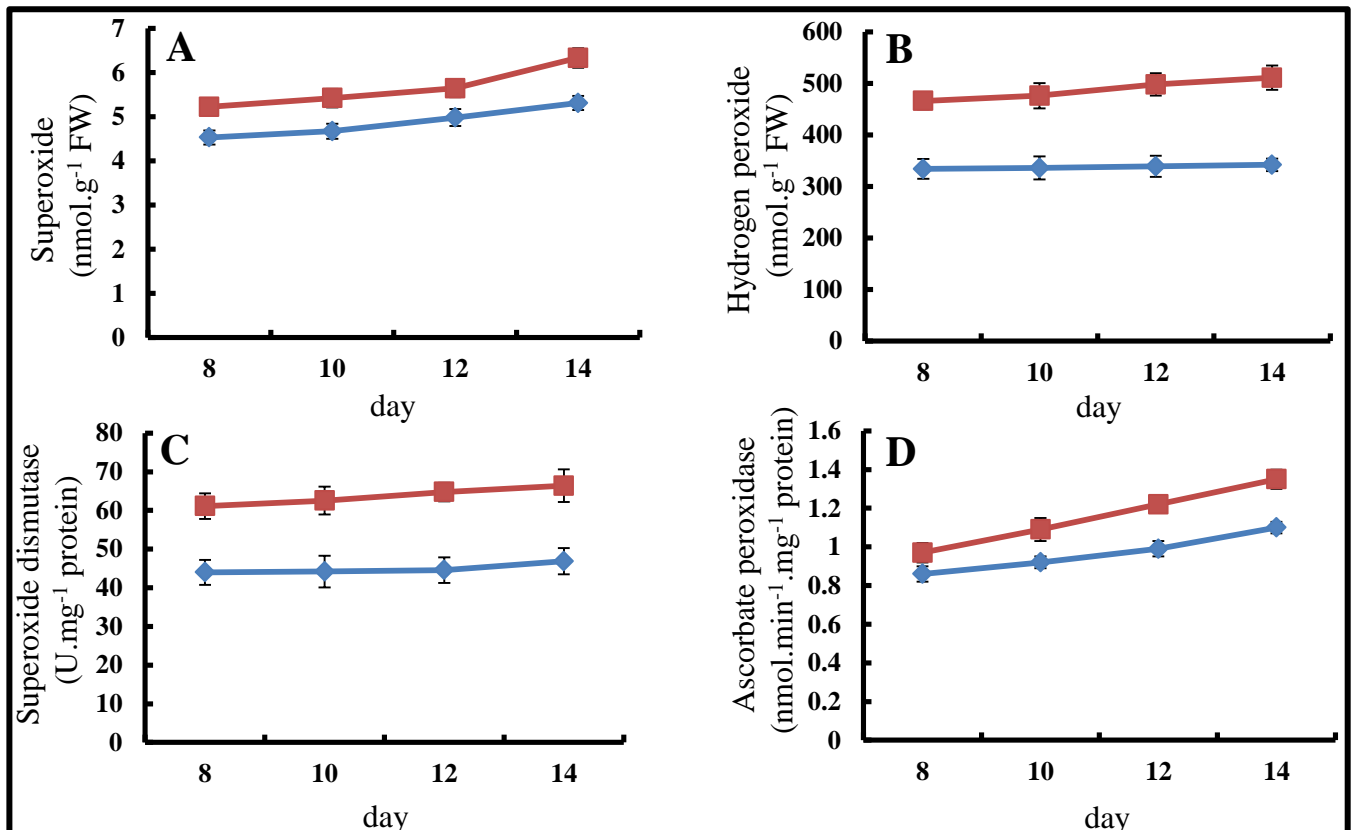 A
Superoxide
(nmol.g⁻¹ FW)
7
6
5
4
3
2
1
0
8 10 12 14
day
B
Hydrogen peroxide
(nmol.g⁻¹ FW)
600
500
400
300
200
100
0
8 10 12 14
day
C
Superoxide dismutase
(U.mg⁻¹ protein)
80
70
60
50
40
30
20
10
0
8 10 12 14
day
D
Ascorbate peroxidase
(nmol.min⁻¹.mg⁻¹ protein)
1.6
1.4
1.2
1
0.8
0.6
0.4
0.2
0
8 10 12 14
day